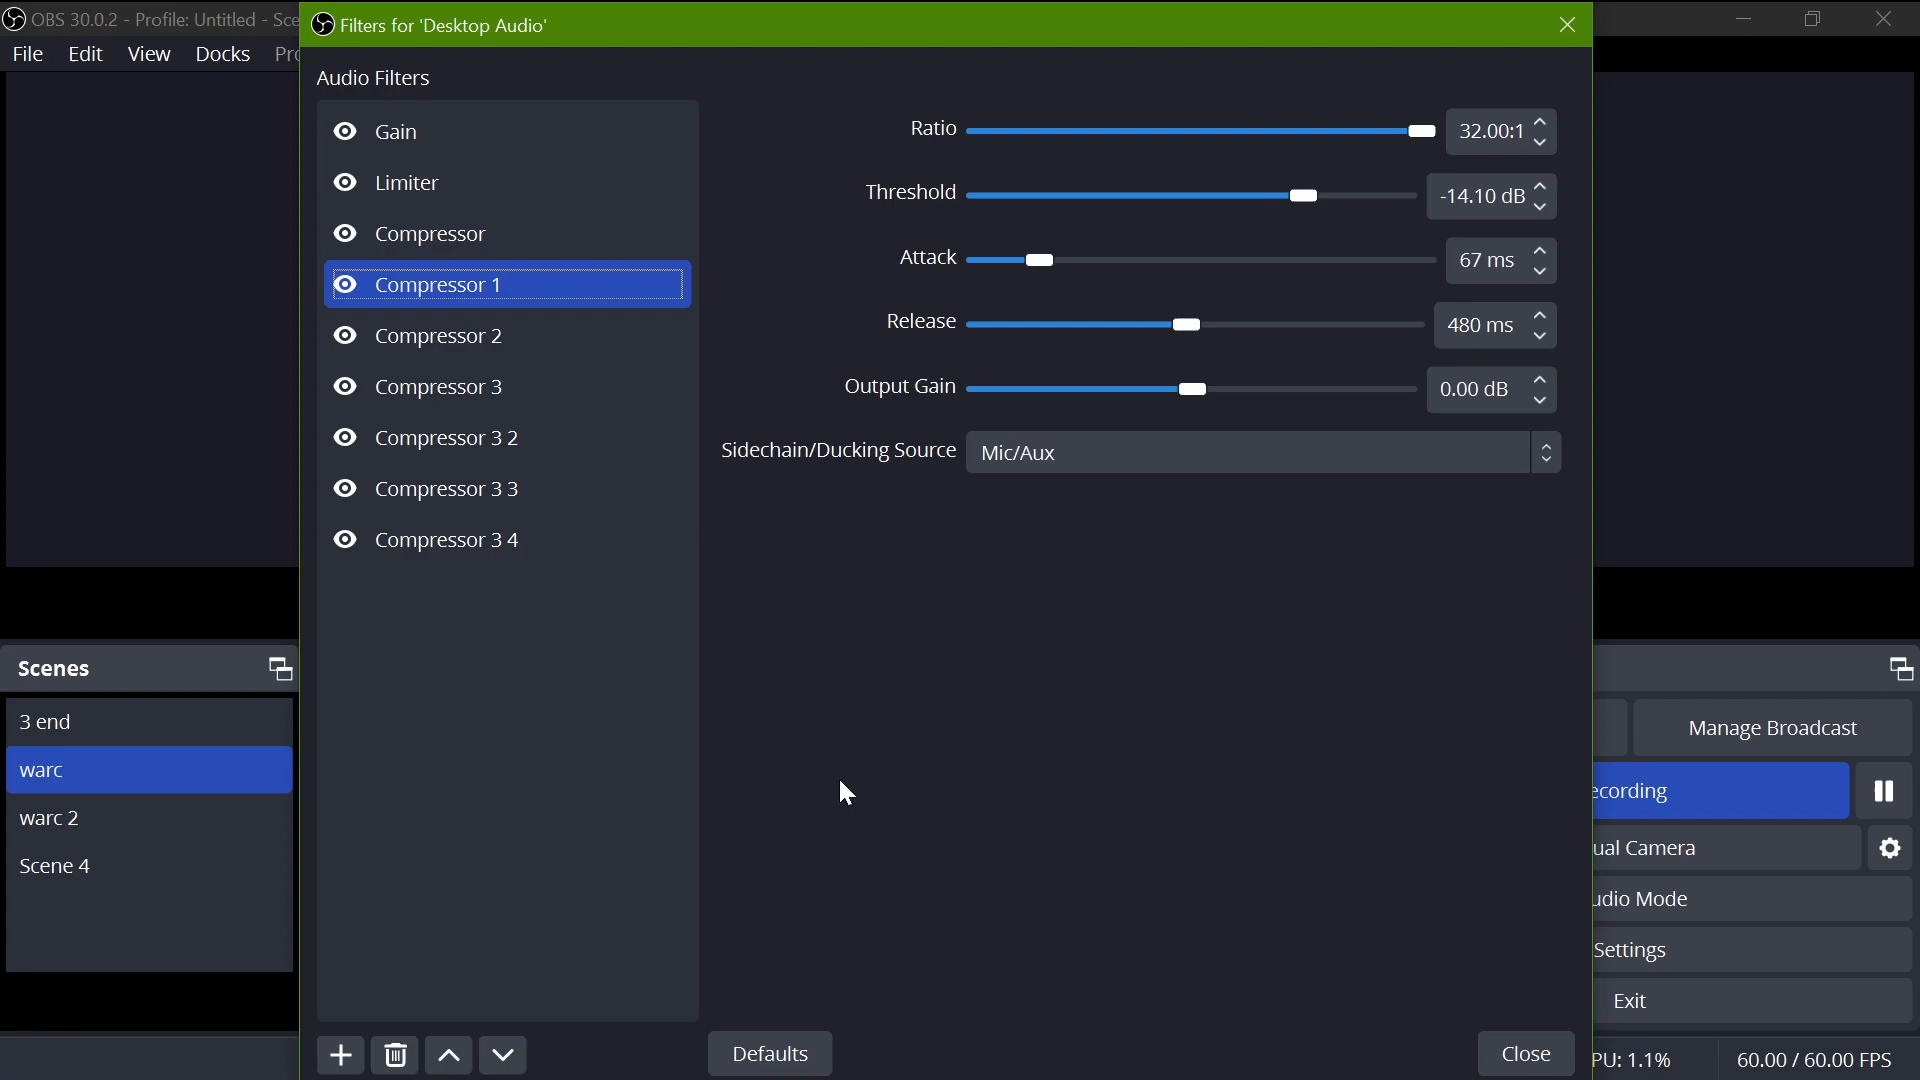 OBS 30.0.2 - Profile: Untitled - Sce
Filters for 'Desktop Audio'
File Edit View Docks Pro
Audio Filters
Gain
Limiter
Compressor
Compressor 1
Compressor 2
Compressor 3
Compressor 3 2
Compressor 3 3
Compressor 3 4
Ratio 32.00:1
Threshold -14.10 dB
Attack 67 ms
Release 480 ms
Output Gain 0.00 dB
Sidechain/Ducking Source Mic/Aux
Scenes
3 end
warc
warc 2
Scene 4
Manage Broadcast
ecording
ual Camera
udio Mode
Settings
Exit
Defaults
Close
PU: 1.1%
60.00 / 60.00 FPS